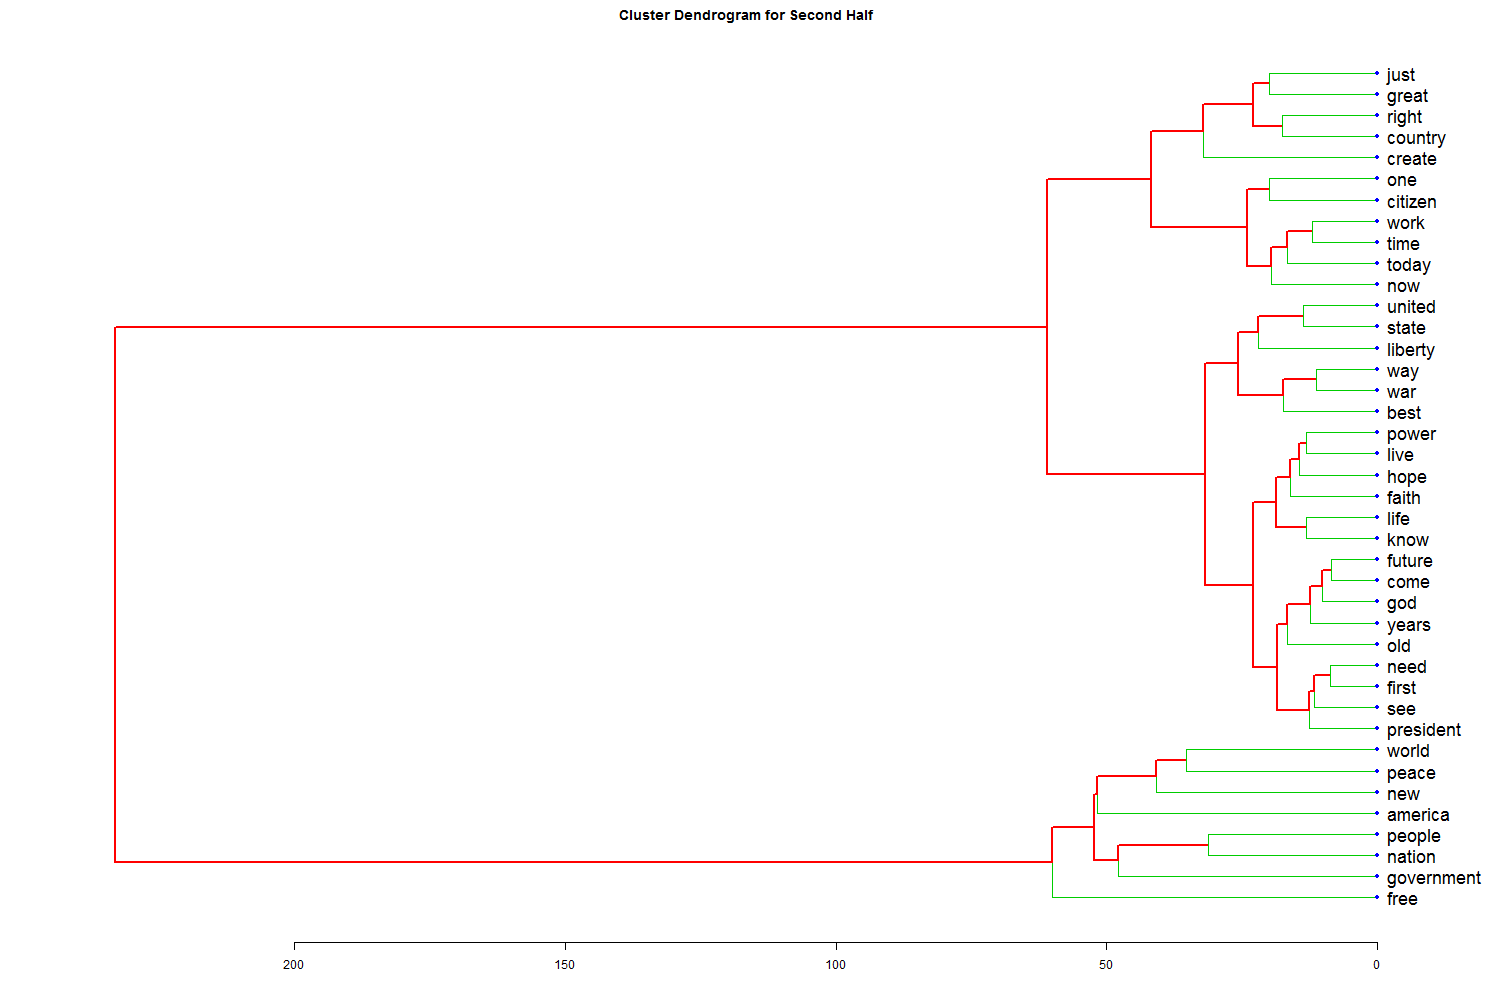 Cluster Dendrogram for Second Half
just
great
right
country
create
one
citizen
work
time
today
now
united
state
liberty
way
war
best
power
live
hope
faith
life
know
future
come
god
years
old
need
first
see
president
world
peace
new
america
people
nation
government
free
200 150 100 50 0